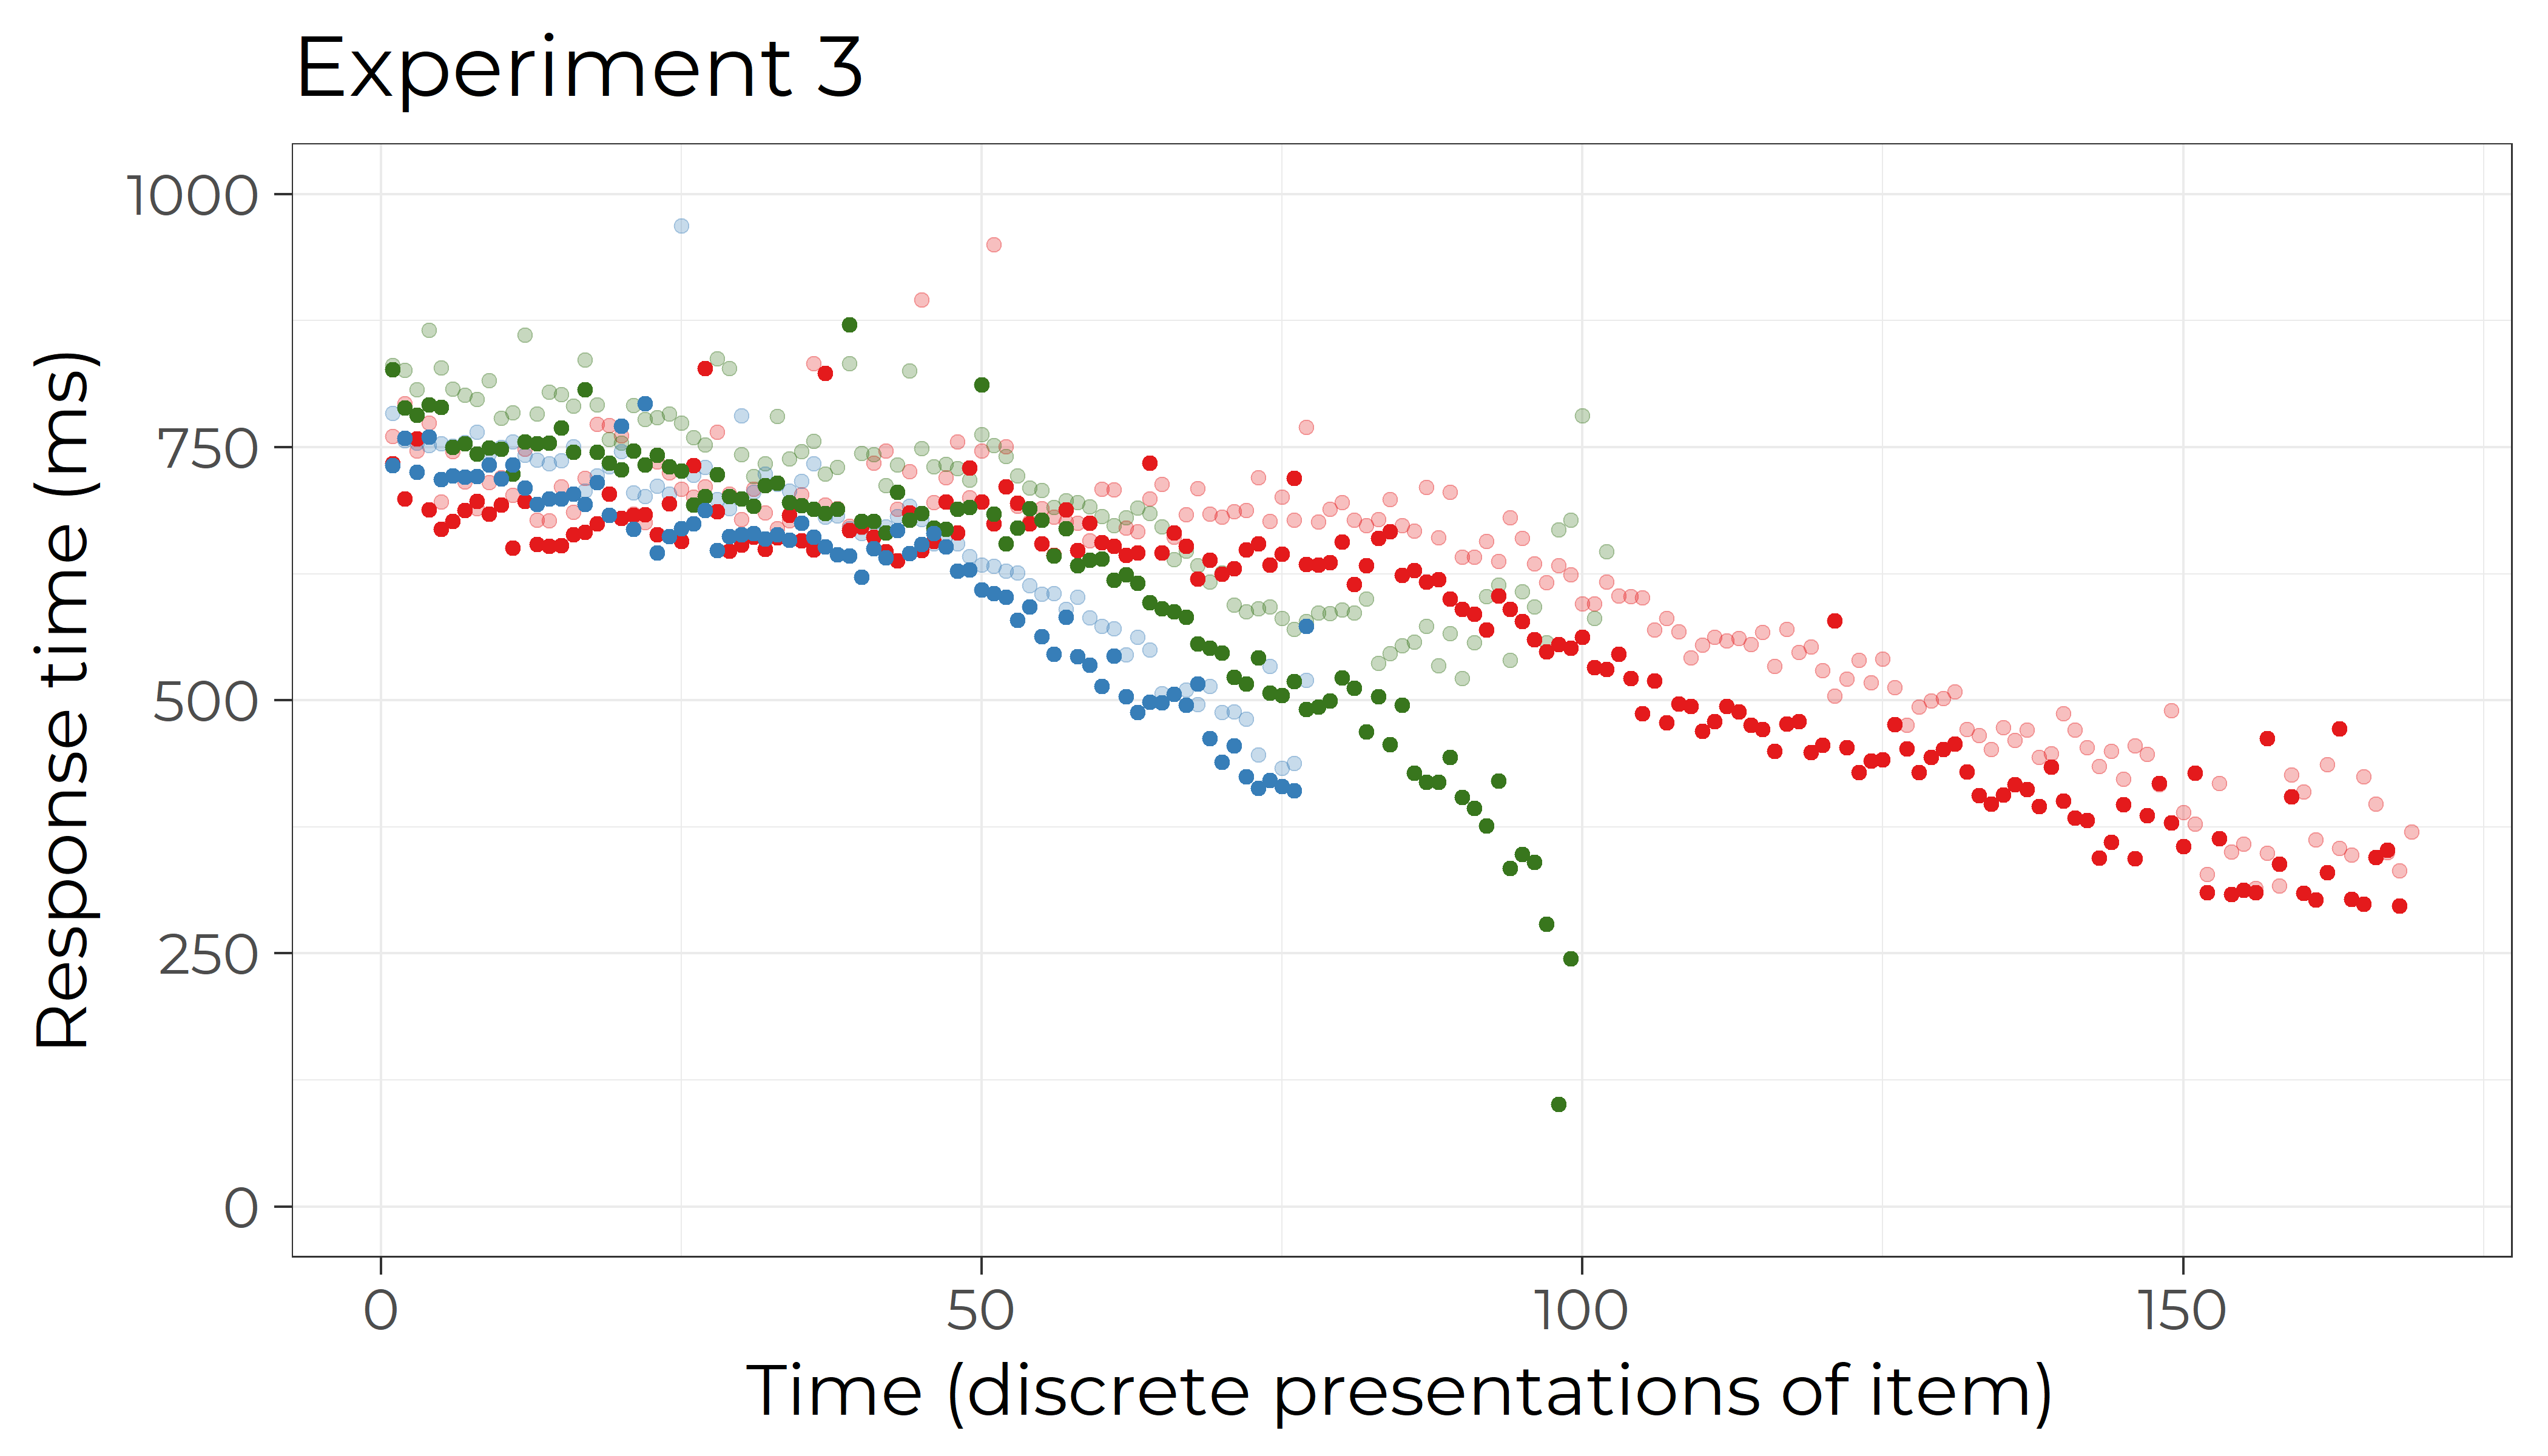 Experiment 3
Response time (ms)
1000
750
500
250
0
0 50 100 150
Time (discrete presentations of item)